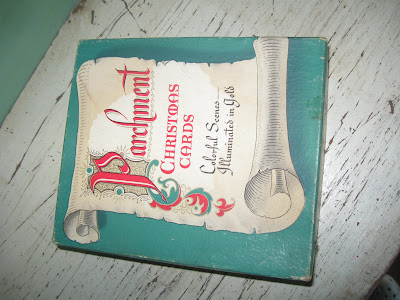 Parchment
CHRISTMAS
CARDS
Colorful Scenes
Illuminated in Gold